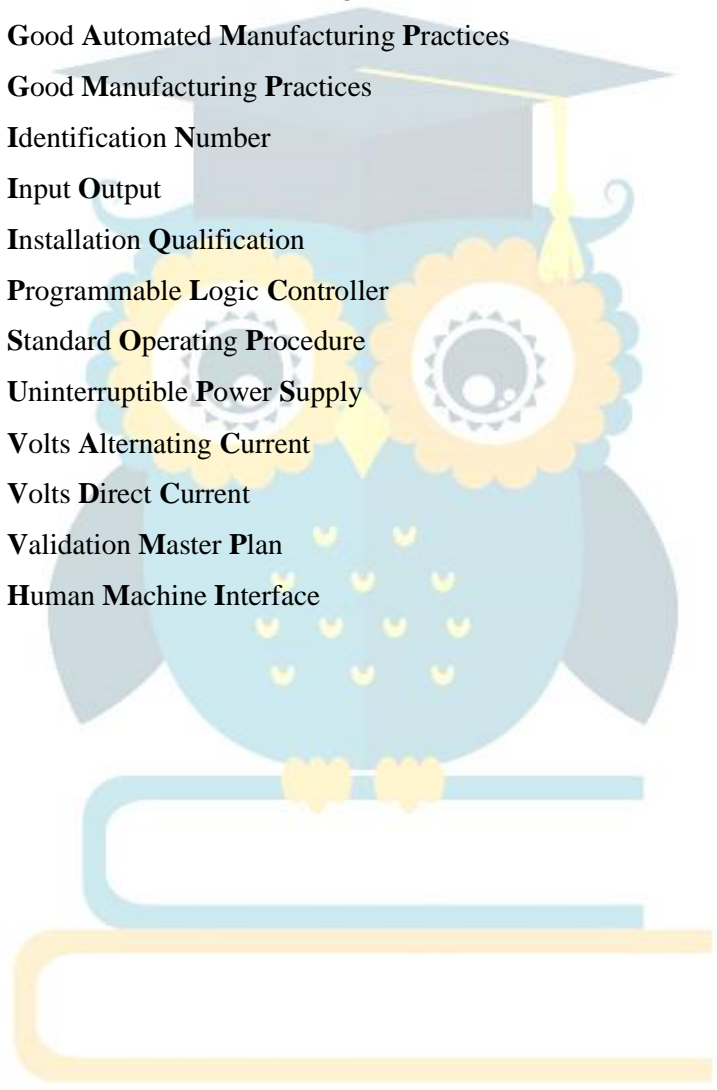 Good Automated Manufacturing Practices
Good Manufacturing Practices
Identification Number
Input Output
Installation Qualification
Programmable Logic Controller
Standard Operating Procedure
Uninterruptible Power Supply
Volts Alternating Current
Volts Direct Current
Validation Master Plan
Human Machine Interface